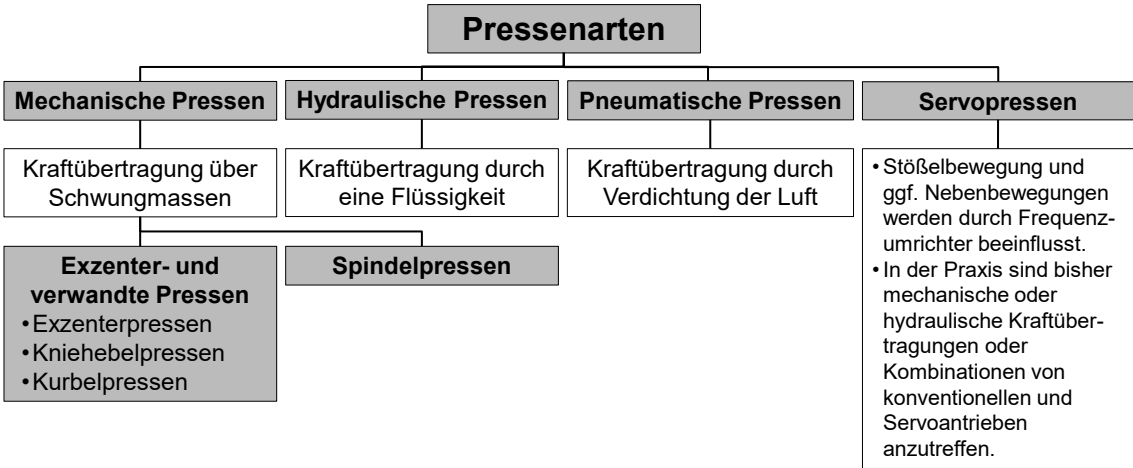 Pressenarten
Mechanische Pressen
Hydraulische Pressen
Pneumatische Pressen
Servopressen
Kraftübertragung über
Schwungmassen
Kraftübertragung durch
eine Flüssigkeit
Kraftübertragung durch
Verdichtung der Luft
•Stößelbewegung und
ggf. Nebenbewegungen
werden durch Frequenz-
umrichter beeinflusst.
•In der Praxis sind bisher
mechanische oder
hydraulische Kraftüber-
tragungen oder
Kombinationen von
konventionellen und
Servoantrieben
anzutreffen.
Exzenter- und
verwandte Pressen
•Exzenterpressen
•Kniehebelpressen
•Kurbelpressen
Spindelpressen